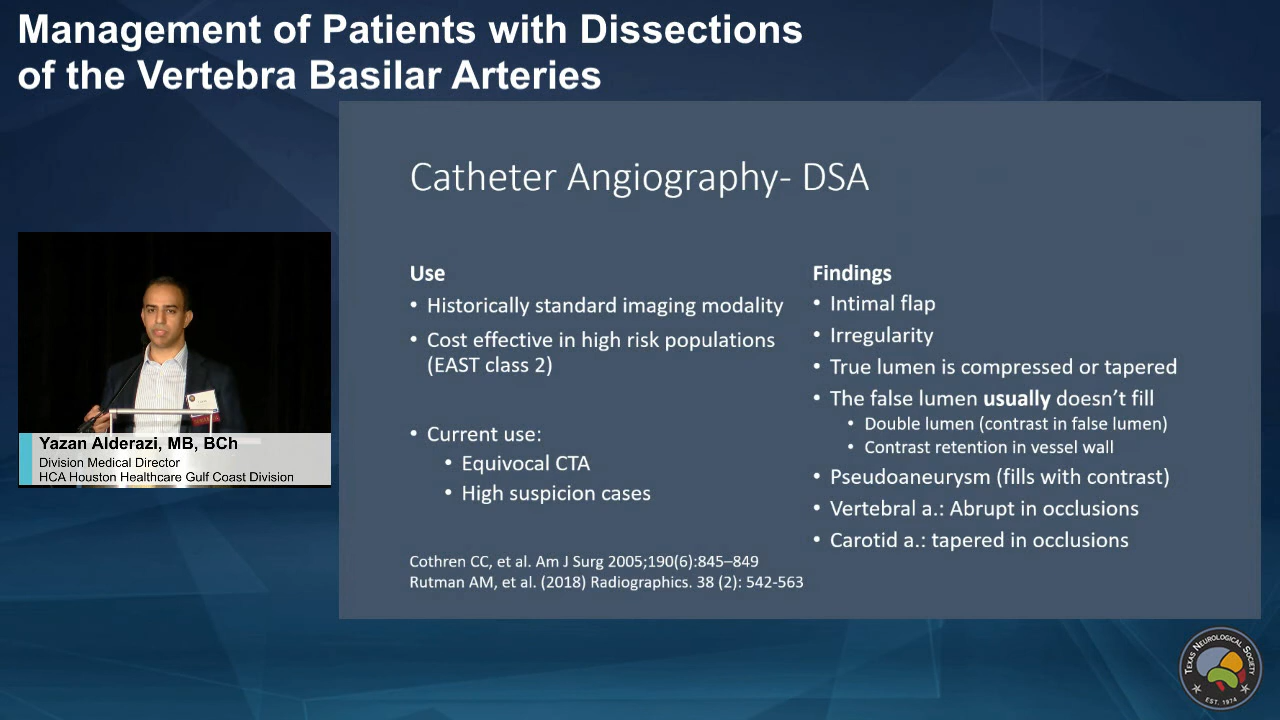 Management of Patients with Dissections
of the Vertebra Basilar Arteries
Catheter Angiography- DSA
Use
• Historically standard imaging modality
• Cost effective in high risk populations
(EAST class 2)
• Current use:
• Equivocal CTA
• High suspicion cases
Cothren CC, et al. Am J Surg 2005;190(6):845–849
Rutman AM, et al. (2018) Radiographics. 38 (2): 542-563
Findings
• Intimal flap
• Irregularity
• True lumen is compressed or tapered
• The false lumen usually doesn’t fill
• Double lumen (contrast in false lumen)
• Contrast retention in vessel wall
• Pseudoaneurysm (fills with contrast)
• Vertebral a.: Abrupt in occlusions
• Carotid a.: tapered in occlusions
Yazan Alderazi, MB, BCh
Division Medical Director
HCA Houston Healthcare Gulf Coast Division
TEXAS NEUROLOGICAL SOCIETY
EST. 1974